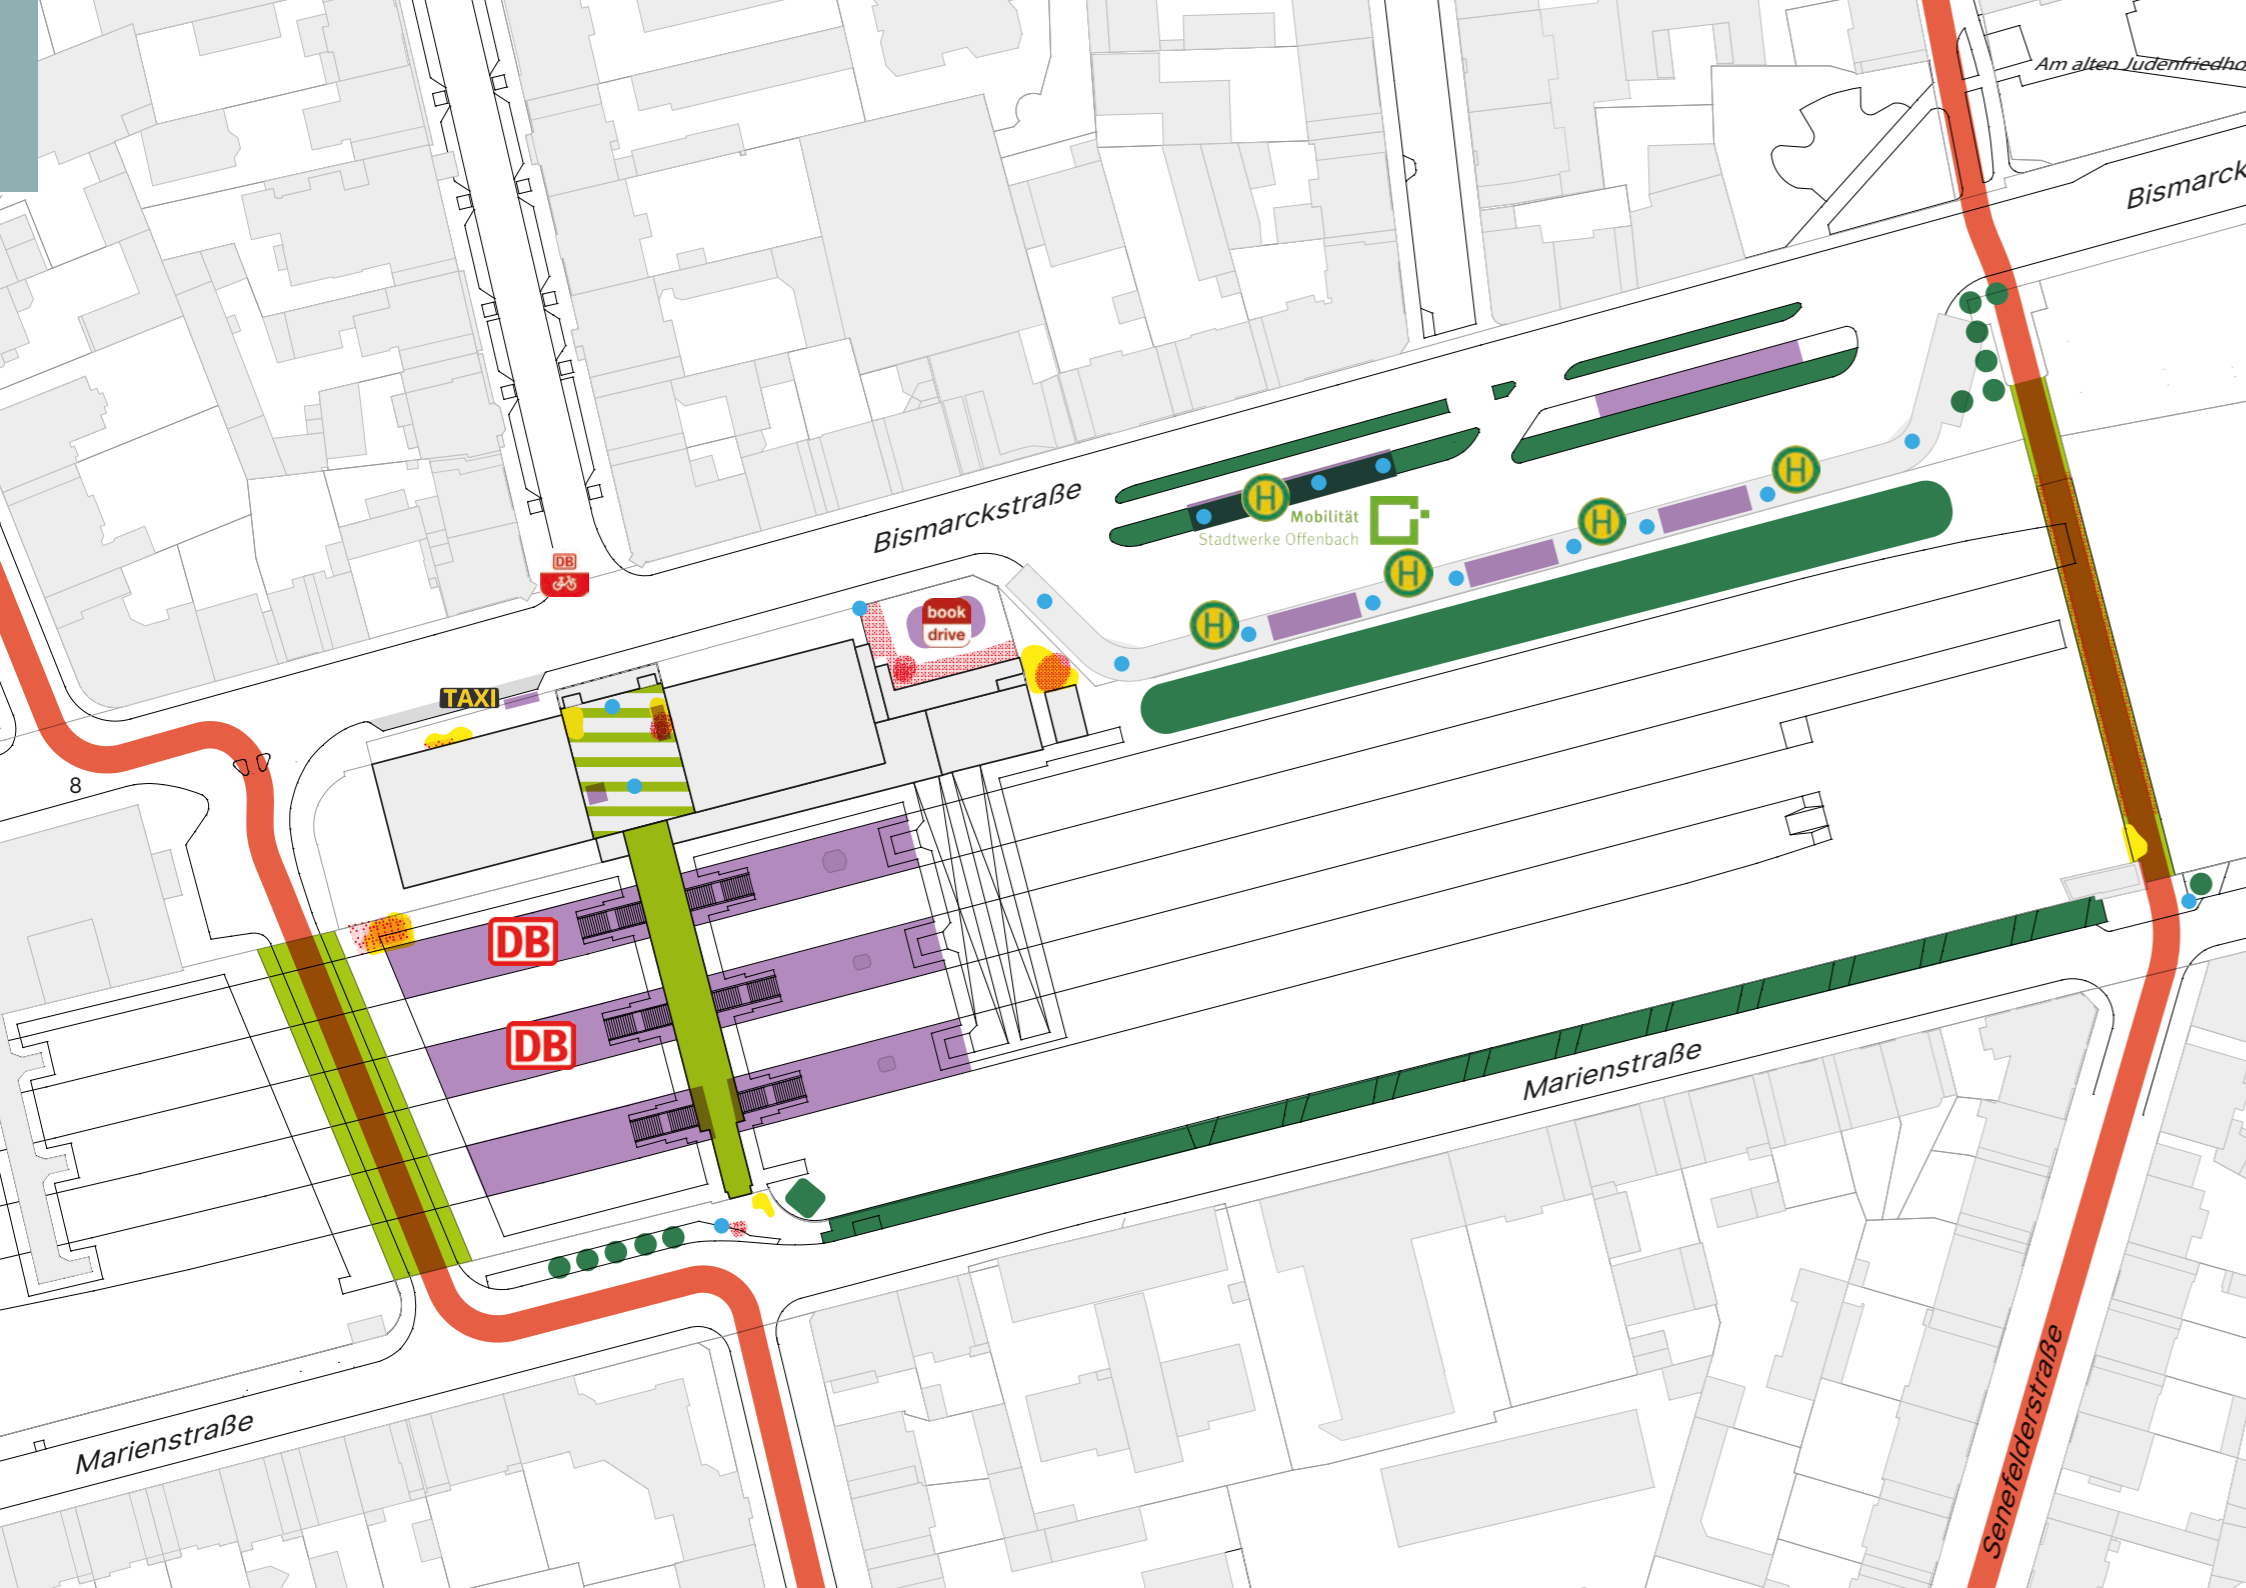 Am alten Judenfriedho
Bismarck
Bismarckstraße
H
Mobilität
Stadtwerke Offenbach
H
H
H
H
DB
book
drive
TAXI
8
DB
DB
Marienstraße
Marienstraße
Senefelderstraße